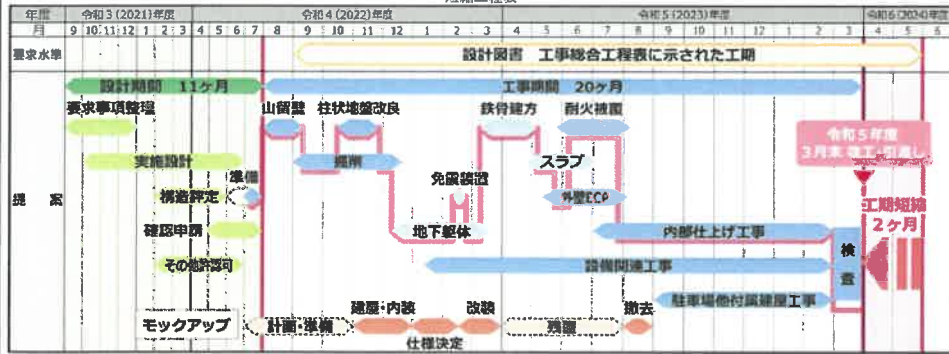 短縮工程表
年度 令和3(2021)年度 令和4(2022)年度 令和5(2023)年度 令和6(2024)年度
月 9 10 11 12 1 2 3 4 5 6 7 8 9 10 11 12 1 2 3 4 5 6 7 8 9 10 11 12 1 2 3 4 5 6
要求水準 設計図書 工事総合工程表に示された工期
設計期間 11ヶ月 工事期間 20ヶ月
要求事項整理 山留壁 柱状地盤改良 鉄骨建方 耐火被覆
令和5年度
3月末 竣工・引渡し
実施設計 準備 掘削 免震装置 スラブ
提案 構造評定 外壁ECP 工期短縮
2ヶ月
確認申請 地下躯体 内部仕上げ工事 検査
その他許認可 設備関連工事
建屋・内装 改装 撤去 駐車場他付属建屋工事
モックアップ 計画・準備 残置
仕様決定